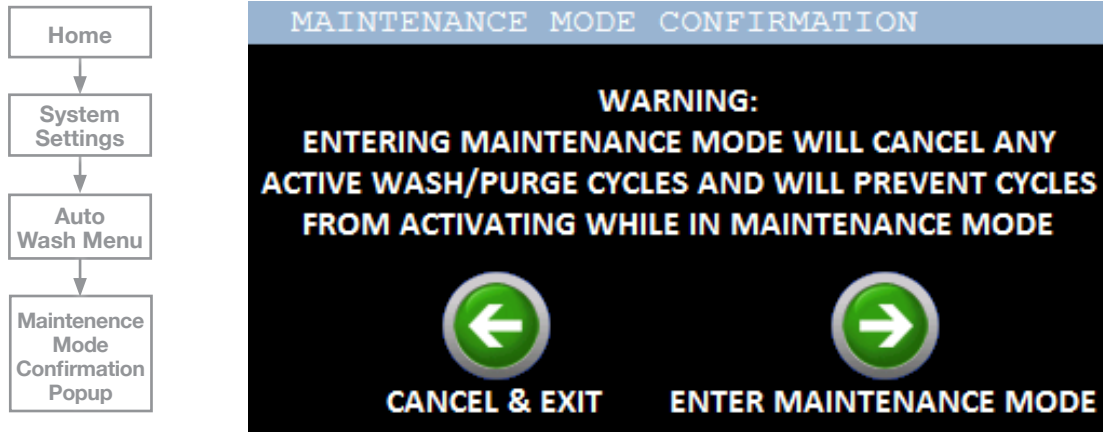 Home
System
Settings
Auto
Wash Menu
Maintenence
Mode
Confirmation
Popup
MAINTENANCE MODE CONFIRMATION
WARNING:
ENTERING MAINTENANCE MODE WILL CANCEL ANY
ACTIVE WASH/PURGE CYCLES AND WILL PREVENT CYCLES
FROM ACTIVATING WHILE IN MAINTENANCE MODE
CANCEL & EXIT
ENTER MAINTENANCE MODE